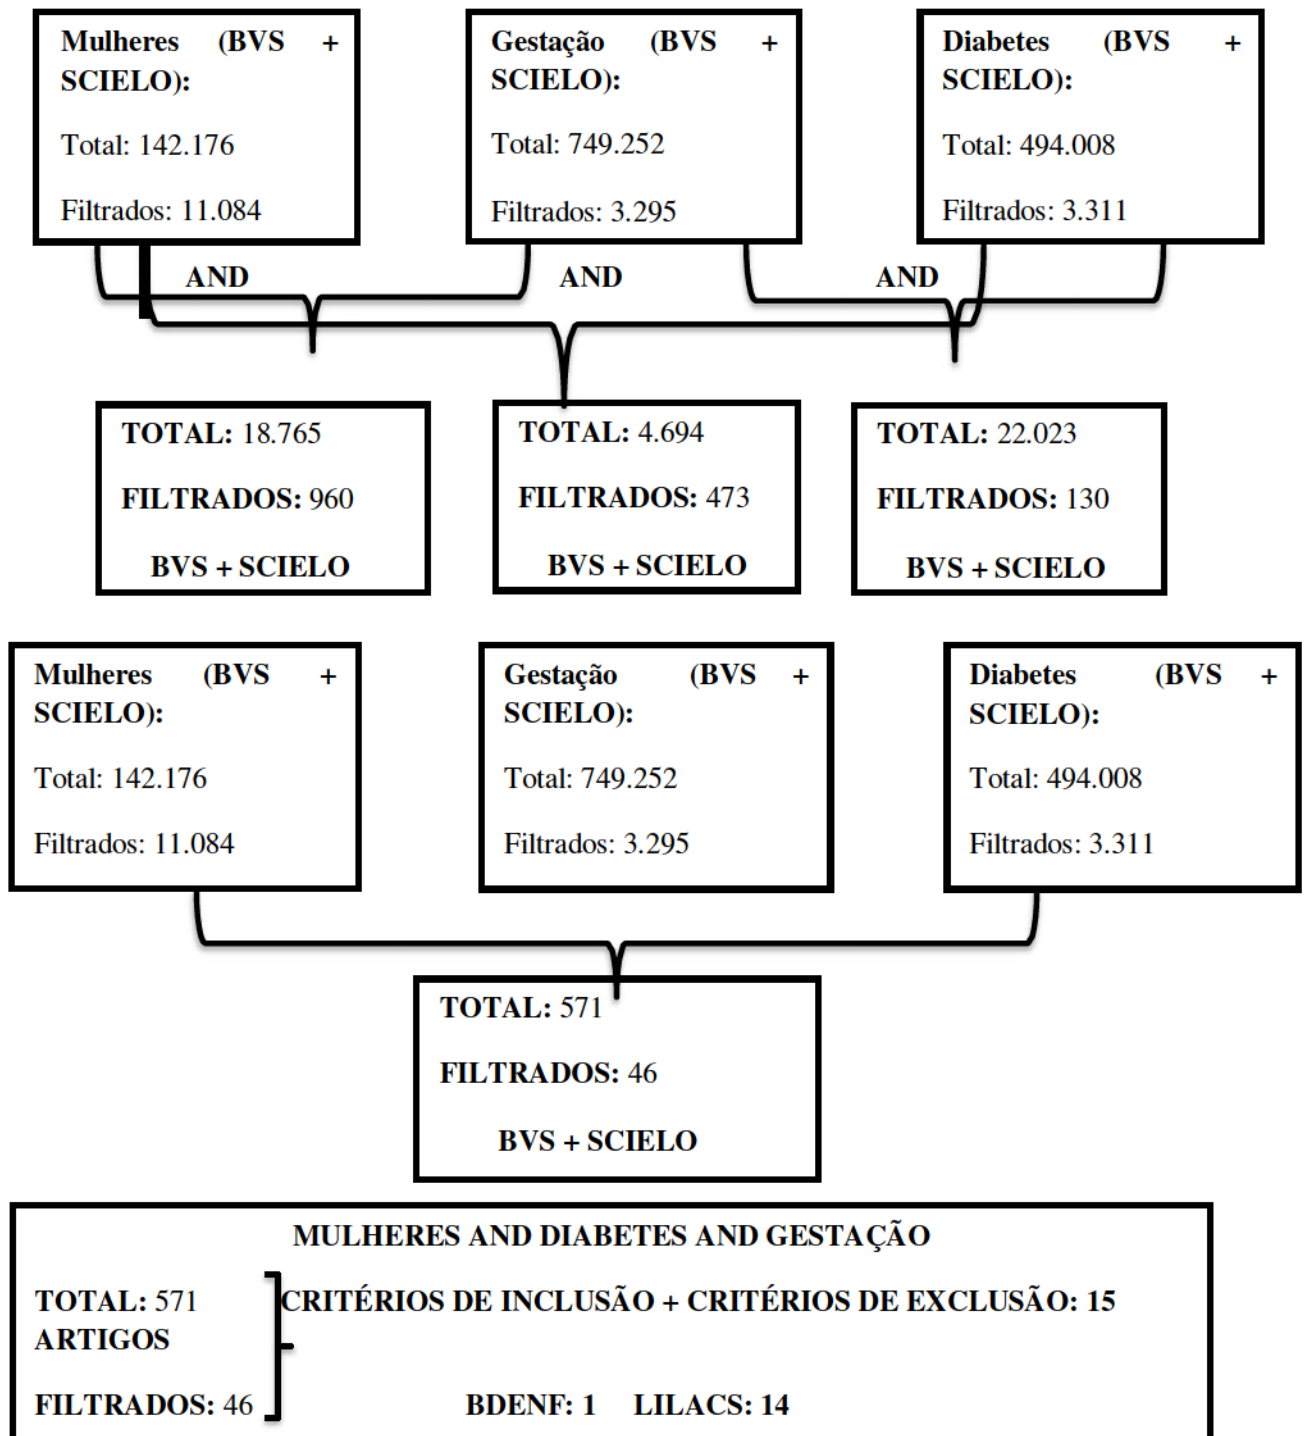 Mulheres (BVS +
SCIELO):
Total: 142.176
Filtrados: 11.084
Gestação (BVS +
SCIELO):
Total: 749.252
Filtrados: 3.295
Diabetes (BVS +
SCIELO):
Total: 494.008
Filtrados: 3.311
AND
AND
AND
TOTAL: 18.765
FILTRADOS: 960
BVS + SCIELO
TOTAL: 4.694
FILTRADOS: 473
BVS + SCIELO
TOTAL: 22.023
FILTRADOS: 130
BVS + SCIELO
Mulheres (BVS +
SCIELO):
Total: 142.176
Filtrados: 11.084
Gestação (BVS +
SCIELO):
Total: 749.252
Filtrados: 3.295
Diabetes (BVS +
SCIELO):
Total: 494.008
Filtrados: 3.311
TOTAL: 571
FILTRADOS: 46
BVS + SCIELO
MULHERES AND DIABETES AND GESTAÇÃO
TOTAL: 571
ARTIGOS
FILTRADOS: 46
CRITÉRIOS DE INCLUSÃO + CRITÉRIOS DE EXCLUSÃO: 15
BDENF: 1 LILACS: 14